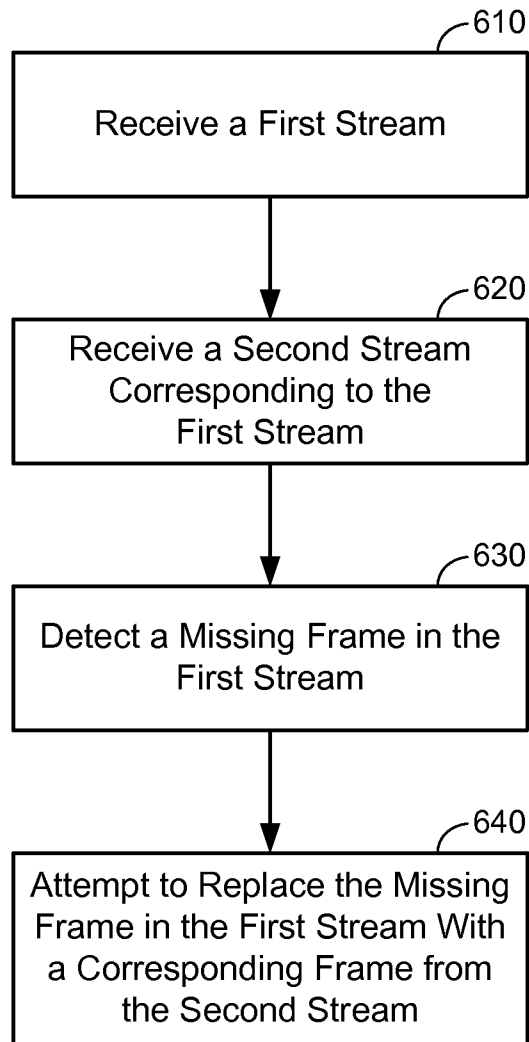 610
Receive a First Stream
620
Receive a Second Stream
Corresponding to the
First Stream
630
Detect a Missing Frame in the
First Stream
640
Attempt to Replace the Missing
Frame in the First Stream With
a Corresponding Frame from
the Second Stream